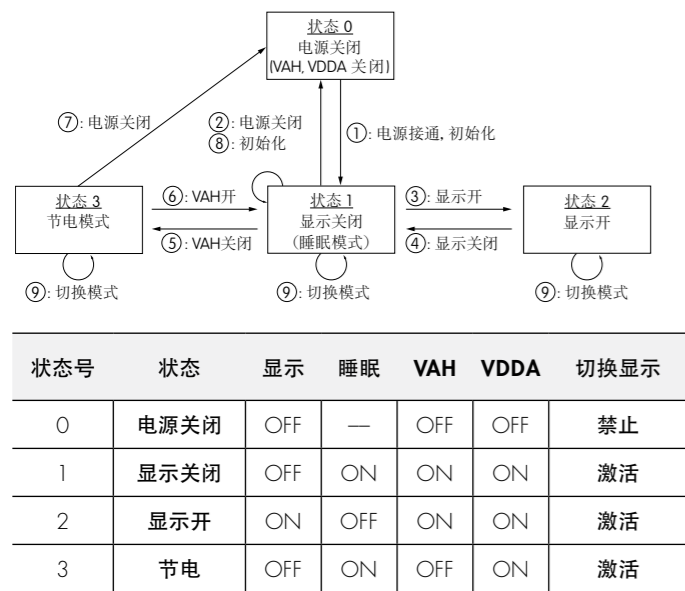 状态 0
电源关闭
(VAH, VDDA 关闭)
⑦: 电源关闭
②: 电源关闭
⑧: 初始化
①: 电源接通, 初始化
状态 3
节电模式
⑥: VAH开
⑤: VAH关闭
状态 1
显示关闭
(睡眠模式)
③: 显示开
④: 显示关闭
状态 2
显示开
⑨: 切换模式
⑨: 切换模式
⑨: 切换模式
状态号 状态 显示 睡眠 VAH VDDA 切换显示
0 电源关闭 OFF — OFF OFF 禁止
1 显示关闭 OFF ON ON ON 激活
2 显示开 ON OFF ON ON 激活
3 节电 OFF ON OFF ON 激活